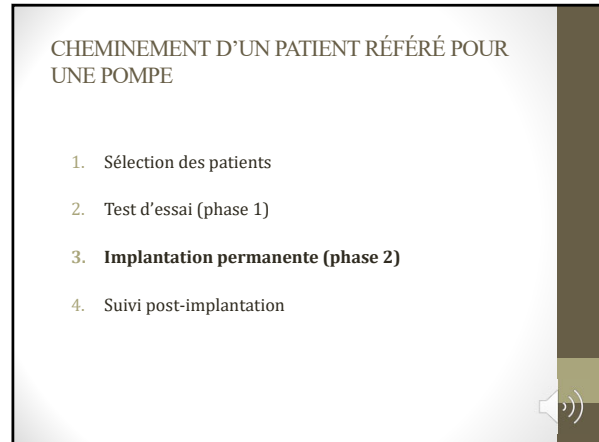 CHEMINEMENT D’UN PATIENT RÉFÉRÉ POUR
UNE POMPE
1. Sélection des patients
2. Test d’essai (phase 1)
3. Implantation permanente (phase 2)
4. Suivi post-implantation